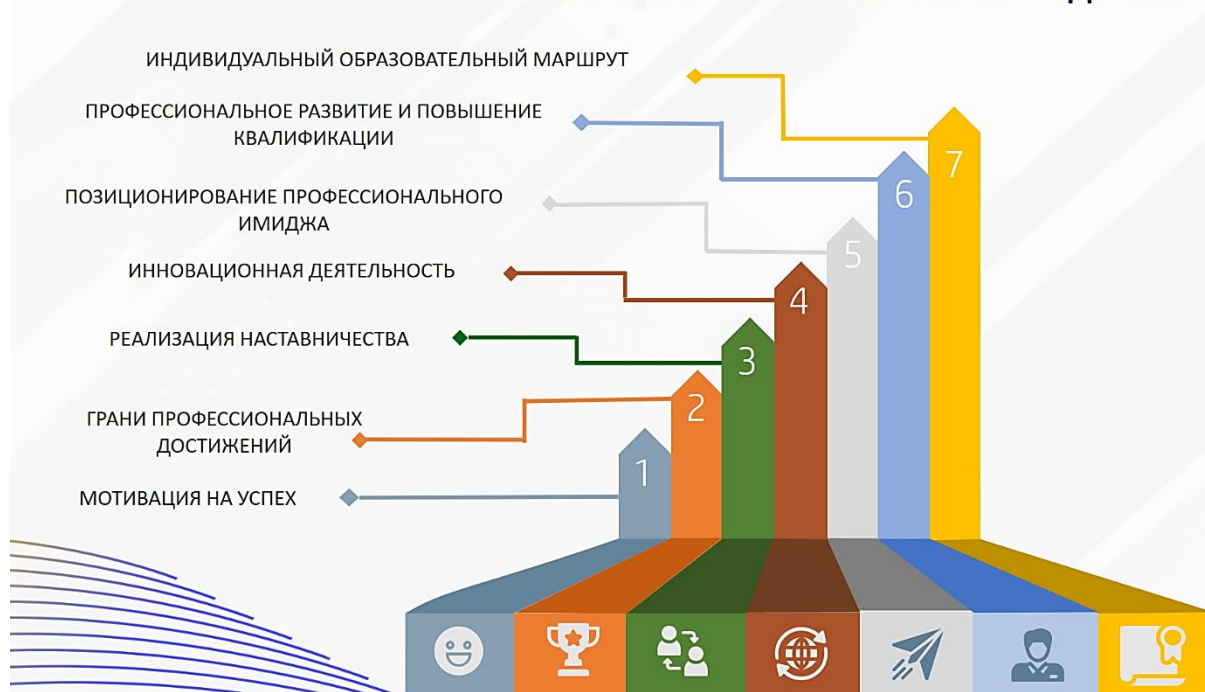 ИНДИВИДУАЛЬНЫЙ ОБРАЗОВАТЕЛЬНЫЙ МАРШРУТ
ПРОФЕССИОНАЛЬНОЕ РАЗВИТИЕ И ПОВЫШЕНИЕ
КВАЛИФИКАЦИИ
ПОЗИЦИОНИРОВАНИЕ ПРОФЕССИОНАЛЬНОГО
ИМИДЖА
ИННОВАЦИОННАЯ ДЕЯТЕЛЬНОСТЬ
РЕАЛИЗАЦИЯ НАСТАВНИЧЕСТВА
ГРАНИ ПРОФЕССИОНАЛЬНЫХ
ДОСТИЖЕНИЙ
МОТИВАЦИЯ НА УСПЕХ
1
2
3
4
5
6
7